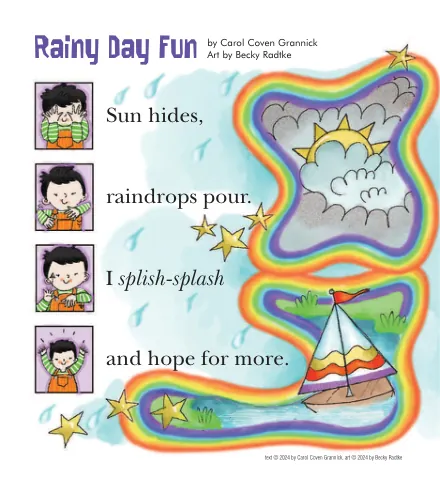 Rainy Day Fun
by Carol Coven Grannick
Art by Becky Radtke
Sun hides,
raindrops pour.
I splish-splash
and hope for more.
text © 2024 by Carol Coven Grannick, art © 2024 by Becky Radtke